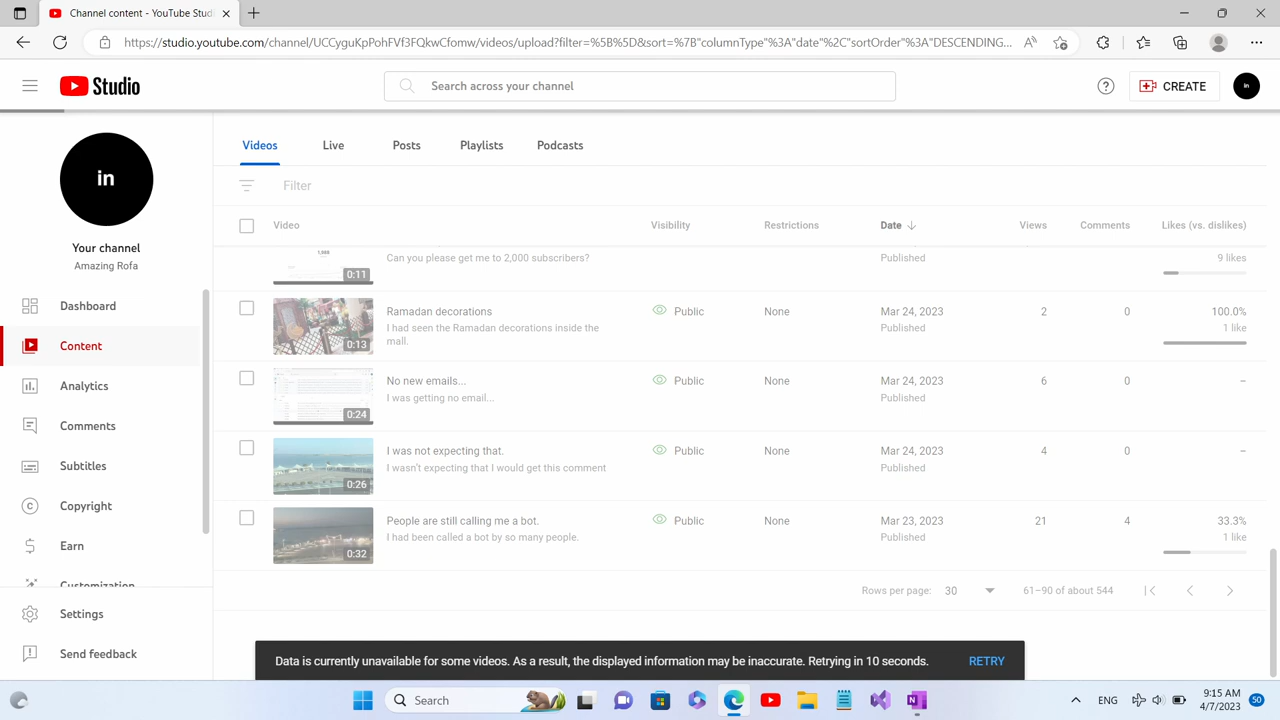 Channel content - YouTube Studi
https://studio.youtube.com/channel/UCCyguKpPohFVf3FQkwCfomw/videos/upload?filter=%5B%5D&sort=%7B"columnType"%3A"date"%2C"sortOrder"%3A"DESCENDING...
Studio
Search across your channel
CREATE
in
in
Your channel
Amazing Rofa
Dashboard
Content
Analytics
Comments
Subtitles
Copyright
Earn
Customization
Settings
Send feedback
Videos Live Posts Playlists Podcasts
Filter
Video Visibility Restrictions Date Views Comments Likes (vs. dislikes)
0:11 Can you please get me to 2,000 subscribers? Published 9 likes
Ramadan decorations Public None Mar 24, 2023 2 0 100.0%
I had seen the Ramadan decorations inside the Published 1 like
mall.
0:13
No new emails... Public None Mar 24, 2023 6 0 –
I was getting no email... Published
0:24
I was not expecting that. Public None Mar 24, 2023 4 0 –
I wasn't expecting that I would get this comment Published
0:26
People are still calling me a bot. Public None Mar 23, 2023 21 4 33.3%
I had been called a bot by so many people. Published 1 like
0:32
Rows per page: 30 61–90 of about 544
Data is currently unavailable for some videos. As a result, the displayed information may be inaccurate. Retrying in 10 seconds. RETRY
Search
ENG
9:15 AM
4/7/2023
50